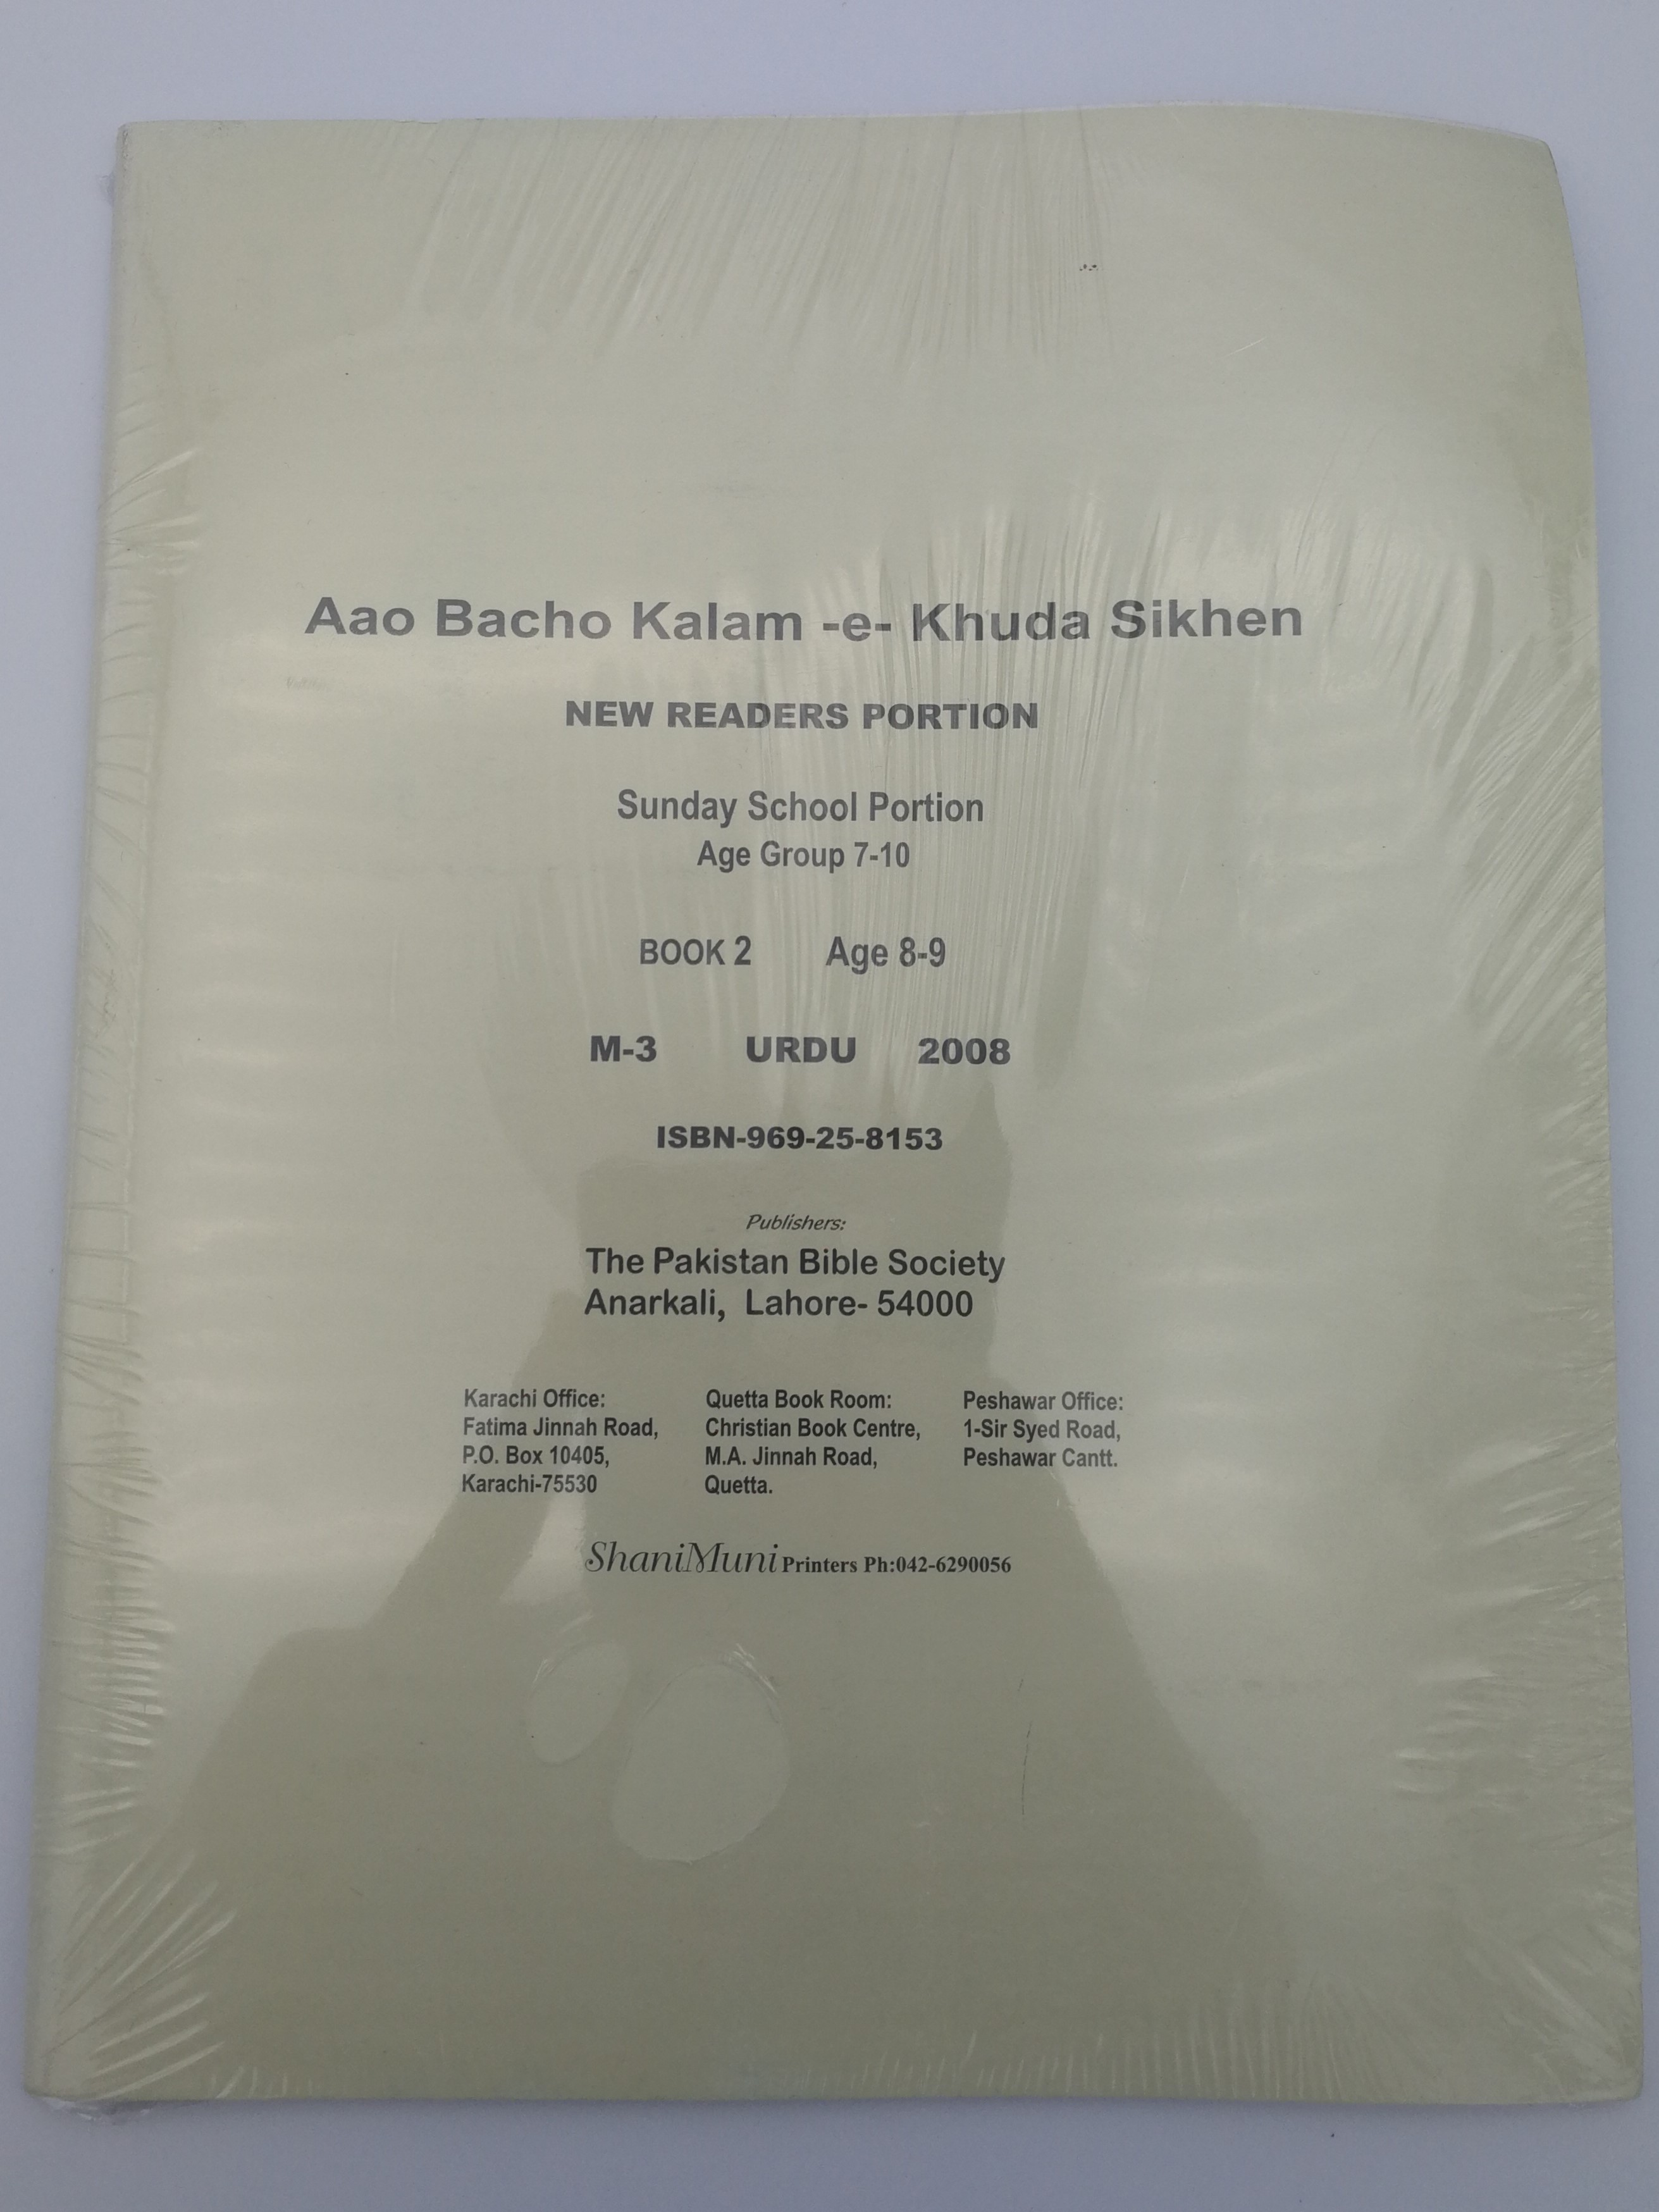 Aao Bacho Kalam -e- Khuda Sikhen
NEW READERS PORTION
Sunday School Portion
Age Group 7-10
BOOK 2 Age 8-9
M-3 URDU 2008
ISBN-969-25-8153
Publishers:
The Pakistan Bible Society
Anarkali, Lahore- 54000
Karachi Office:
Fatima Jinnah Road,
P.O. Box 10405,
Karachi-75530
Quetta Book Room:
Christian Book Centre,
M.A. Jinnah Road,
Quetta.
Peshawar Office:
1-Sir Syed Road,
Peshawar Cantt.
ShaniMuni Printers Ph:042-6290056